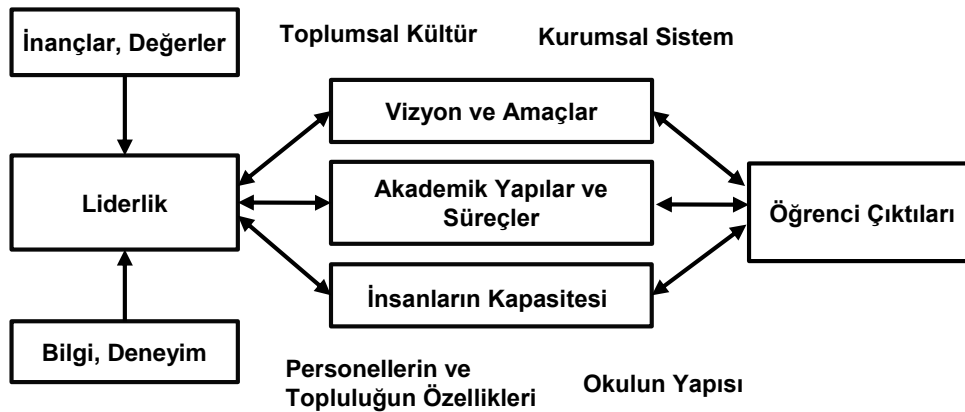 İnançlar, Değerler
Toplumsal Kültür
Kurumsal Sistem
Vizyon ve Amaçlar
Liderlik
Akademik Yapılar ve
Süreçler
Öğrenci Çıktıları
İnsanların Kapasitesi
Bilgi, Deneyim
Personellerin ve
Topluluğun Özellikleri
Okulun Yapısı